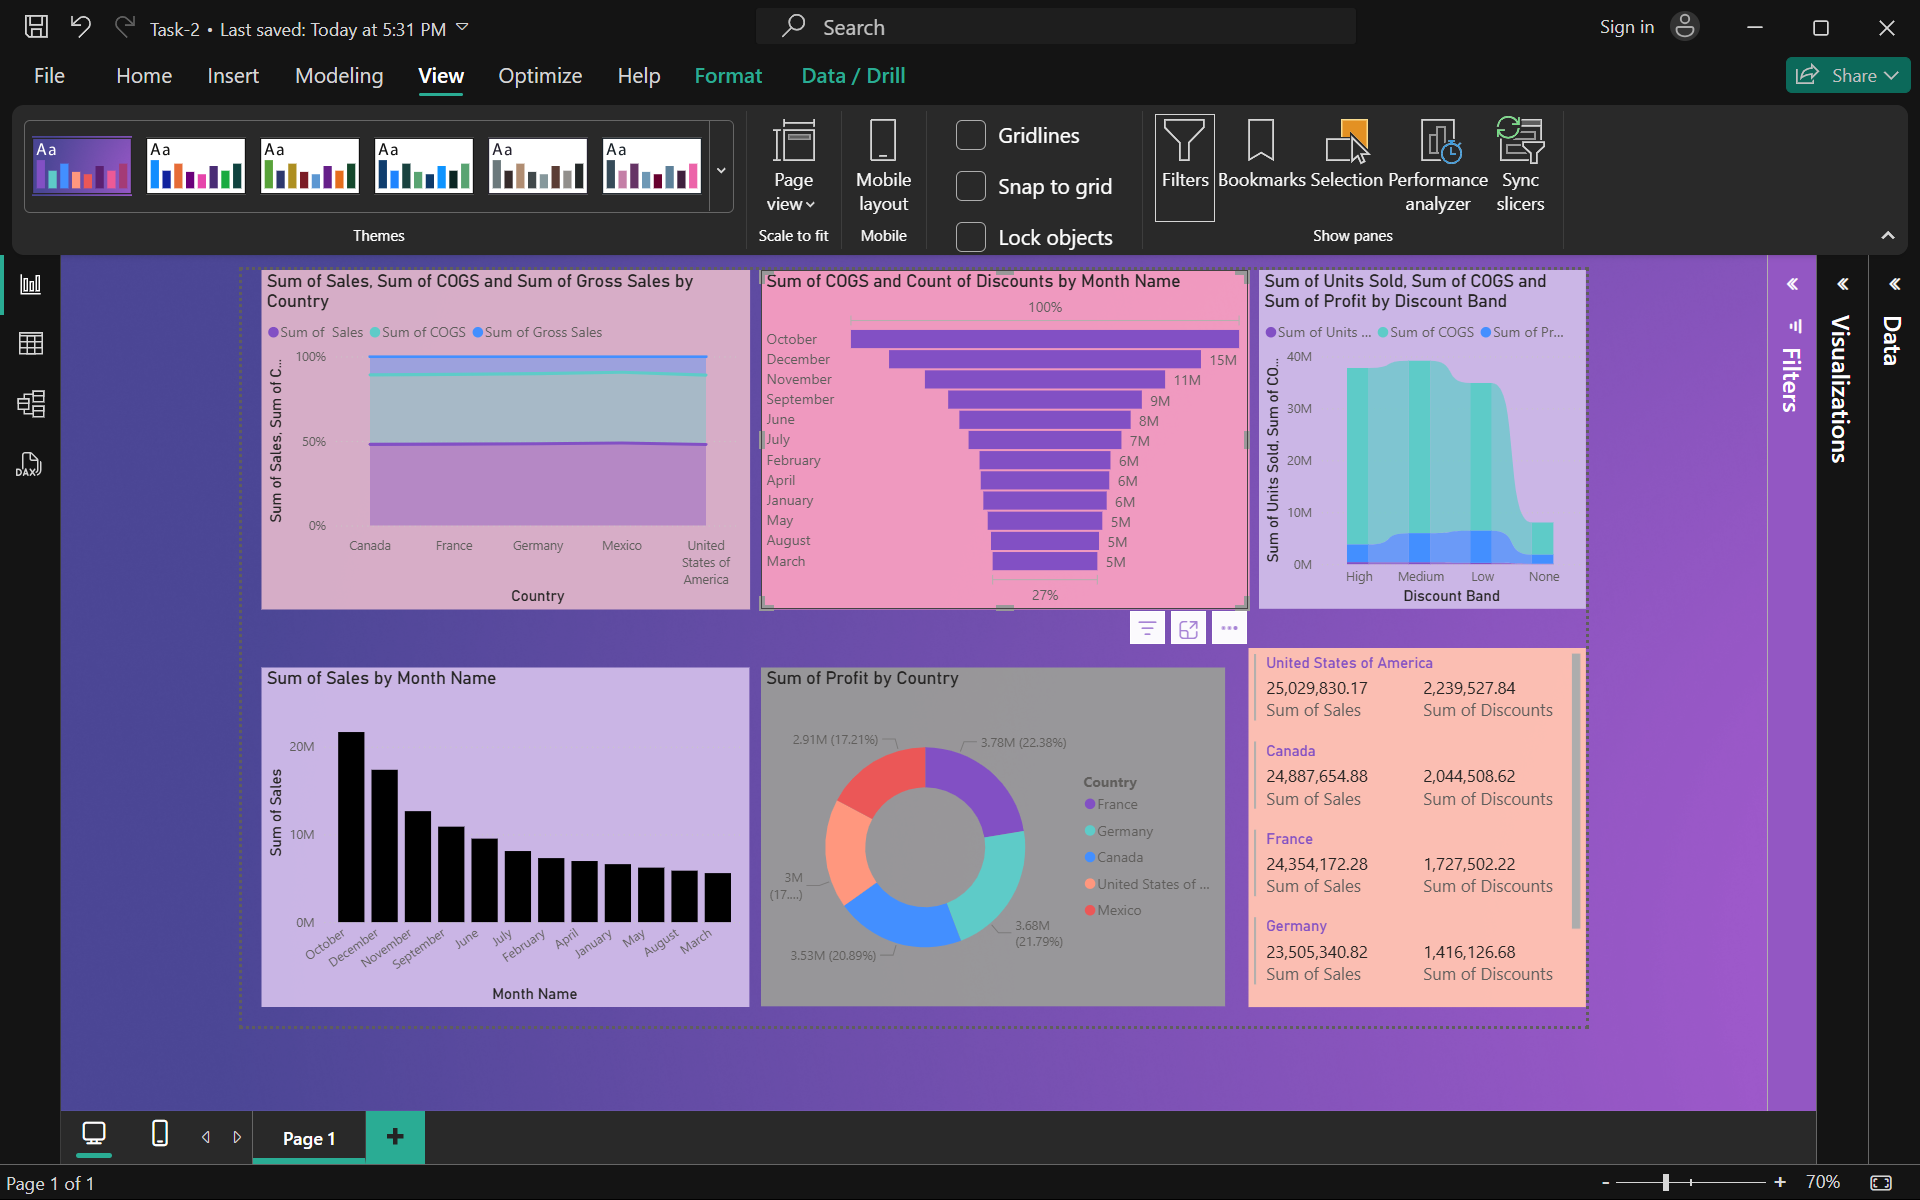 Task-2 • Last saved: Today at 5:31 PM
Search
Sign in
File Home Insert Modeling View Optimize Help Format Data / Drill
Share
Aa Aa Aa Aa Aa Aa
Themes
Page view
Scale to fit
Mobile layout
Mobile
Gridlines
Snap to grid
Lock objects
Filters
Bookmarks
Selection
Performance analyzer
Sync slicers
Show panes
DAX
Sum of Sales, Sum of COGS and Sum of Gross Sales by
Country
Sum of Sales Sum of COGS Sum of Gross Sales
Sum of Sales, Sum of C...
100%
50%
0%
Canada France Germany Mexico United States of America
Country
Sum of COGS and Count of Discounts by Month Name
100%
October
December 15M
November 11M
September 9M
June 8M
July 7M
February 6M
April 6M
January 6M
May 5M
August 5M
March 5M
27%
Sum of Units Sold, Sum of COGS and
Sum of Profit by Discount Band
Sum of Units ... Sum of COGS Sum of Pr...
Sum of Units Sold, Sum of CO...
40M
30M
20M
10M
0M
High Medium Low None
Discount Band
Filters
Visualizations
Data
Sum of Sales by Month Name
Sum of Sales
20M
10M
0M
October December November September June July February April January May August March
Month Name
Sum of Profit by Country
2.91M (17.21%)
3.78M (22.38%)
3M
(17....)
3.68M
(21.79%)
3.53M (20.89%)
Country
France
Germany
Canada
United States of ...
Mexico
United States of America
25,029,830.17 2,239,527.84
Sum of Sales Sum of Discounts
Canada
24,887,654.88 2,044,508.62
Sum of Sales Sum of Discounts
France
24,354,172.28 1,727,502.22
Sum of Sales Sum of Discounts
Germany
23,505,340.82 1,416,126.68
Sum of Sales Sum of Discounts
Page 1
Page 1 of 1
- + 70%